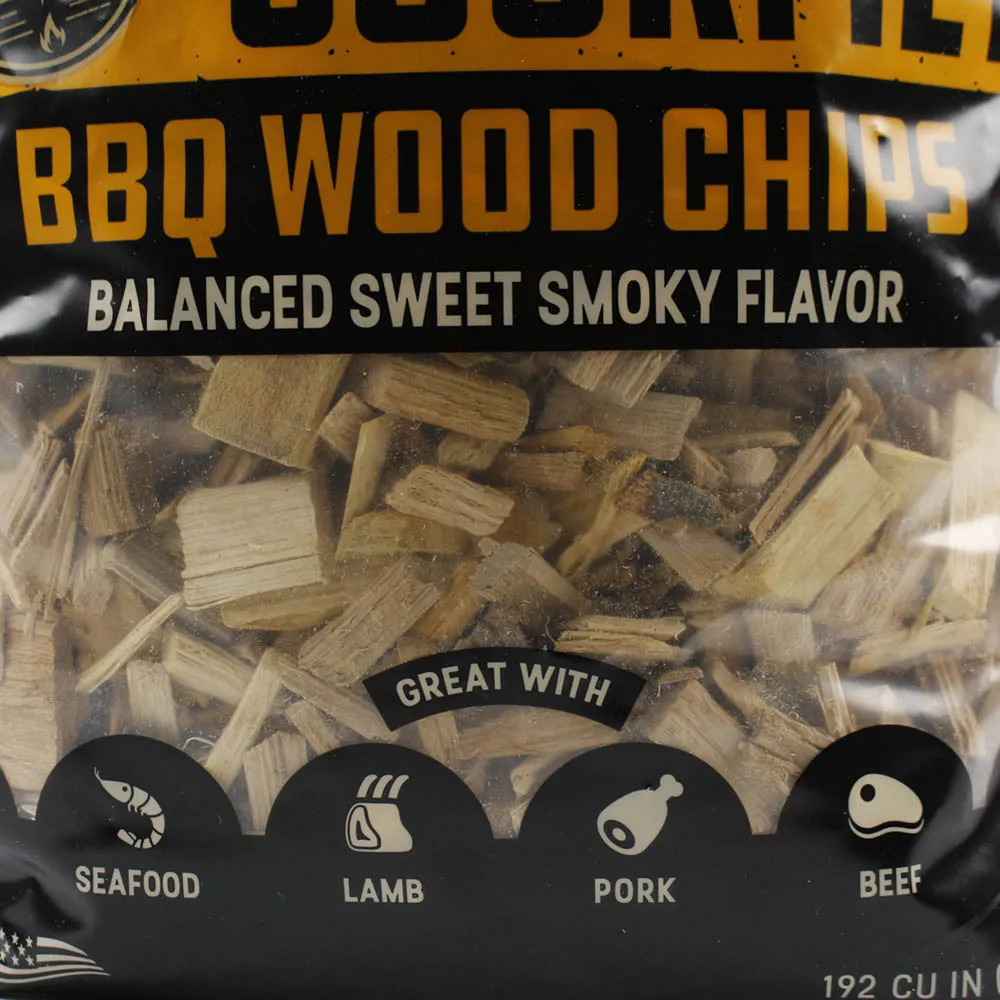 BBQ WOOD CHIPS
BALANCED SWEET SMOKY FLAVOR
GREAT WITH
SEAFOOD
LAMB
PORK
BEEF
192 CU IN